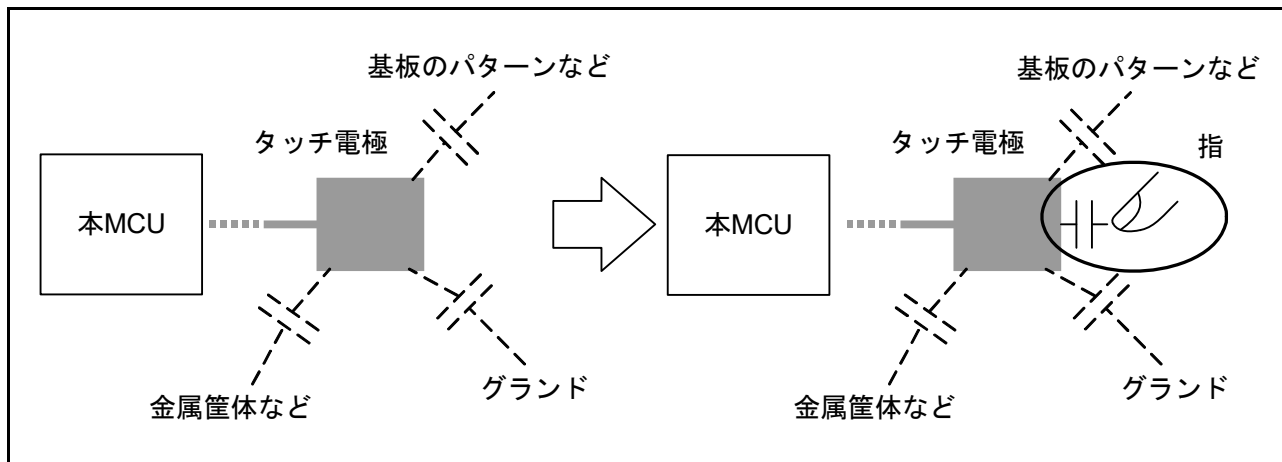 基板のパターンなど
タッチ電極
本MCU
金属筐体など
グランド
基板のパターンなど
タッチ電極
指
本MCU
金属筐体など
グランド